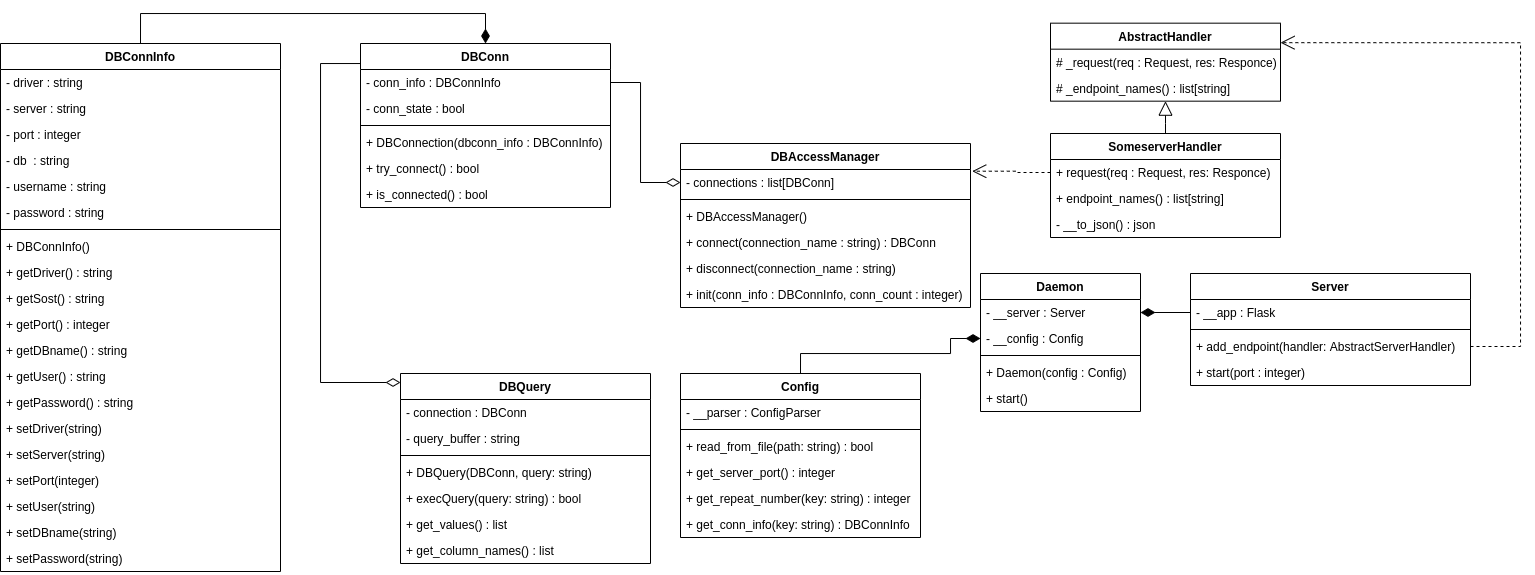 DBConnInfo
- driver : string
- server : string
- port : integer
- db  : string
- username : string
- password : string
+ DBConnInfo()
+ getDriver() : string
+ getSost() : string
+ getPort() : integer
+ getDBname() : string
+ getUser() : string
+ getPassword() : string
+ setDriver(string)
+ setServer(string)
+ setPort(integer)
+ setUser(string)
+ setDBname(string)
+ setPassword(string)
DBConn
- conn_info : DBConnInfo
- conn_state : bool
+ DBConnection(dbconn_info : DBConnInfo)
+ try_connect() : bool
+ is_connected() : bool
DBQuery
- connection : DBConn
- query_buffer : string
+ DBQuery(DBConn, query: string)
+ execQuery(query: string) : bool
+ get_values() : list
+ get_column_names() : list
DBAccessManager
- connections : list[DBConn]
+ DBAccessManager()
+ connect(connection_name : string) : DBConn
+ disconnect(connection_name : string)
+ init(conn_info : DBConnInfo, conn_count : integer)
Config
- __parser : ConfigParser
+ read_from_file(path: string) : bool
+ get_server_port() : integer
+ get_repeat_number(key: string) : integer
+ get_conn_info(key: string) : DBConnInfo
AbstractHandler
# _request(req : Request, res: Responce)
# _endpoint_names() : list[string]
SomeserverHandler
+ request(req : Request, res: Responce)
+ endpoint_names() : list[string]
- __to_json() : json
Daemon
- __server : Server
- __config : Config
+ Daemon(config : Config)
+ start()
Server
- __app : Flask
+ add_endpoint(handler: AbstractServerHandler)
+ start(port : integer)